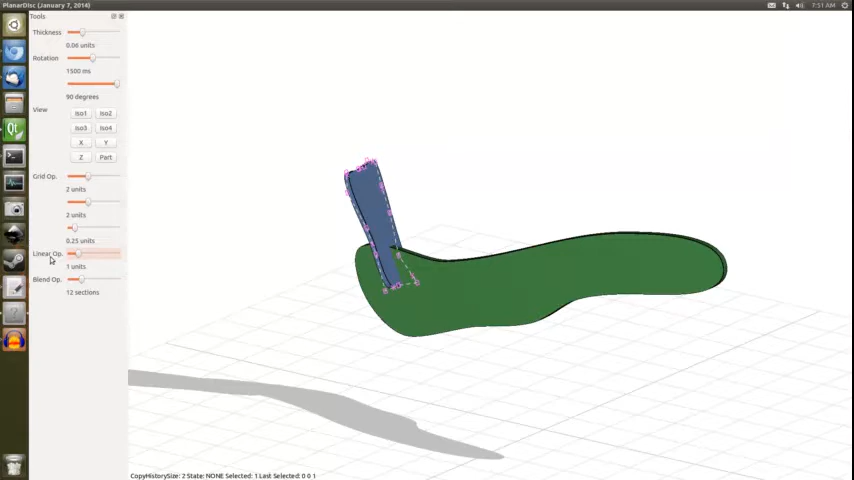 PlanarDisc (January 7, 2014)
7:51 AM
Tools
Thickness
0.06 units
Rotation
1500 ms
90 degrees
View
Iso1 Iso2
Iso3 Iso4
X Y
Z Part
Grid Op.
2 units
2 units
0.25 units
Linear Op.
1 units
Blend Op.
12 sections
CopyHistorySize: 2 State: NONE Selected: 1 Last Selected: 0 0 1